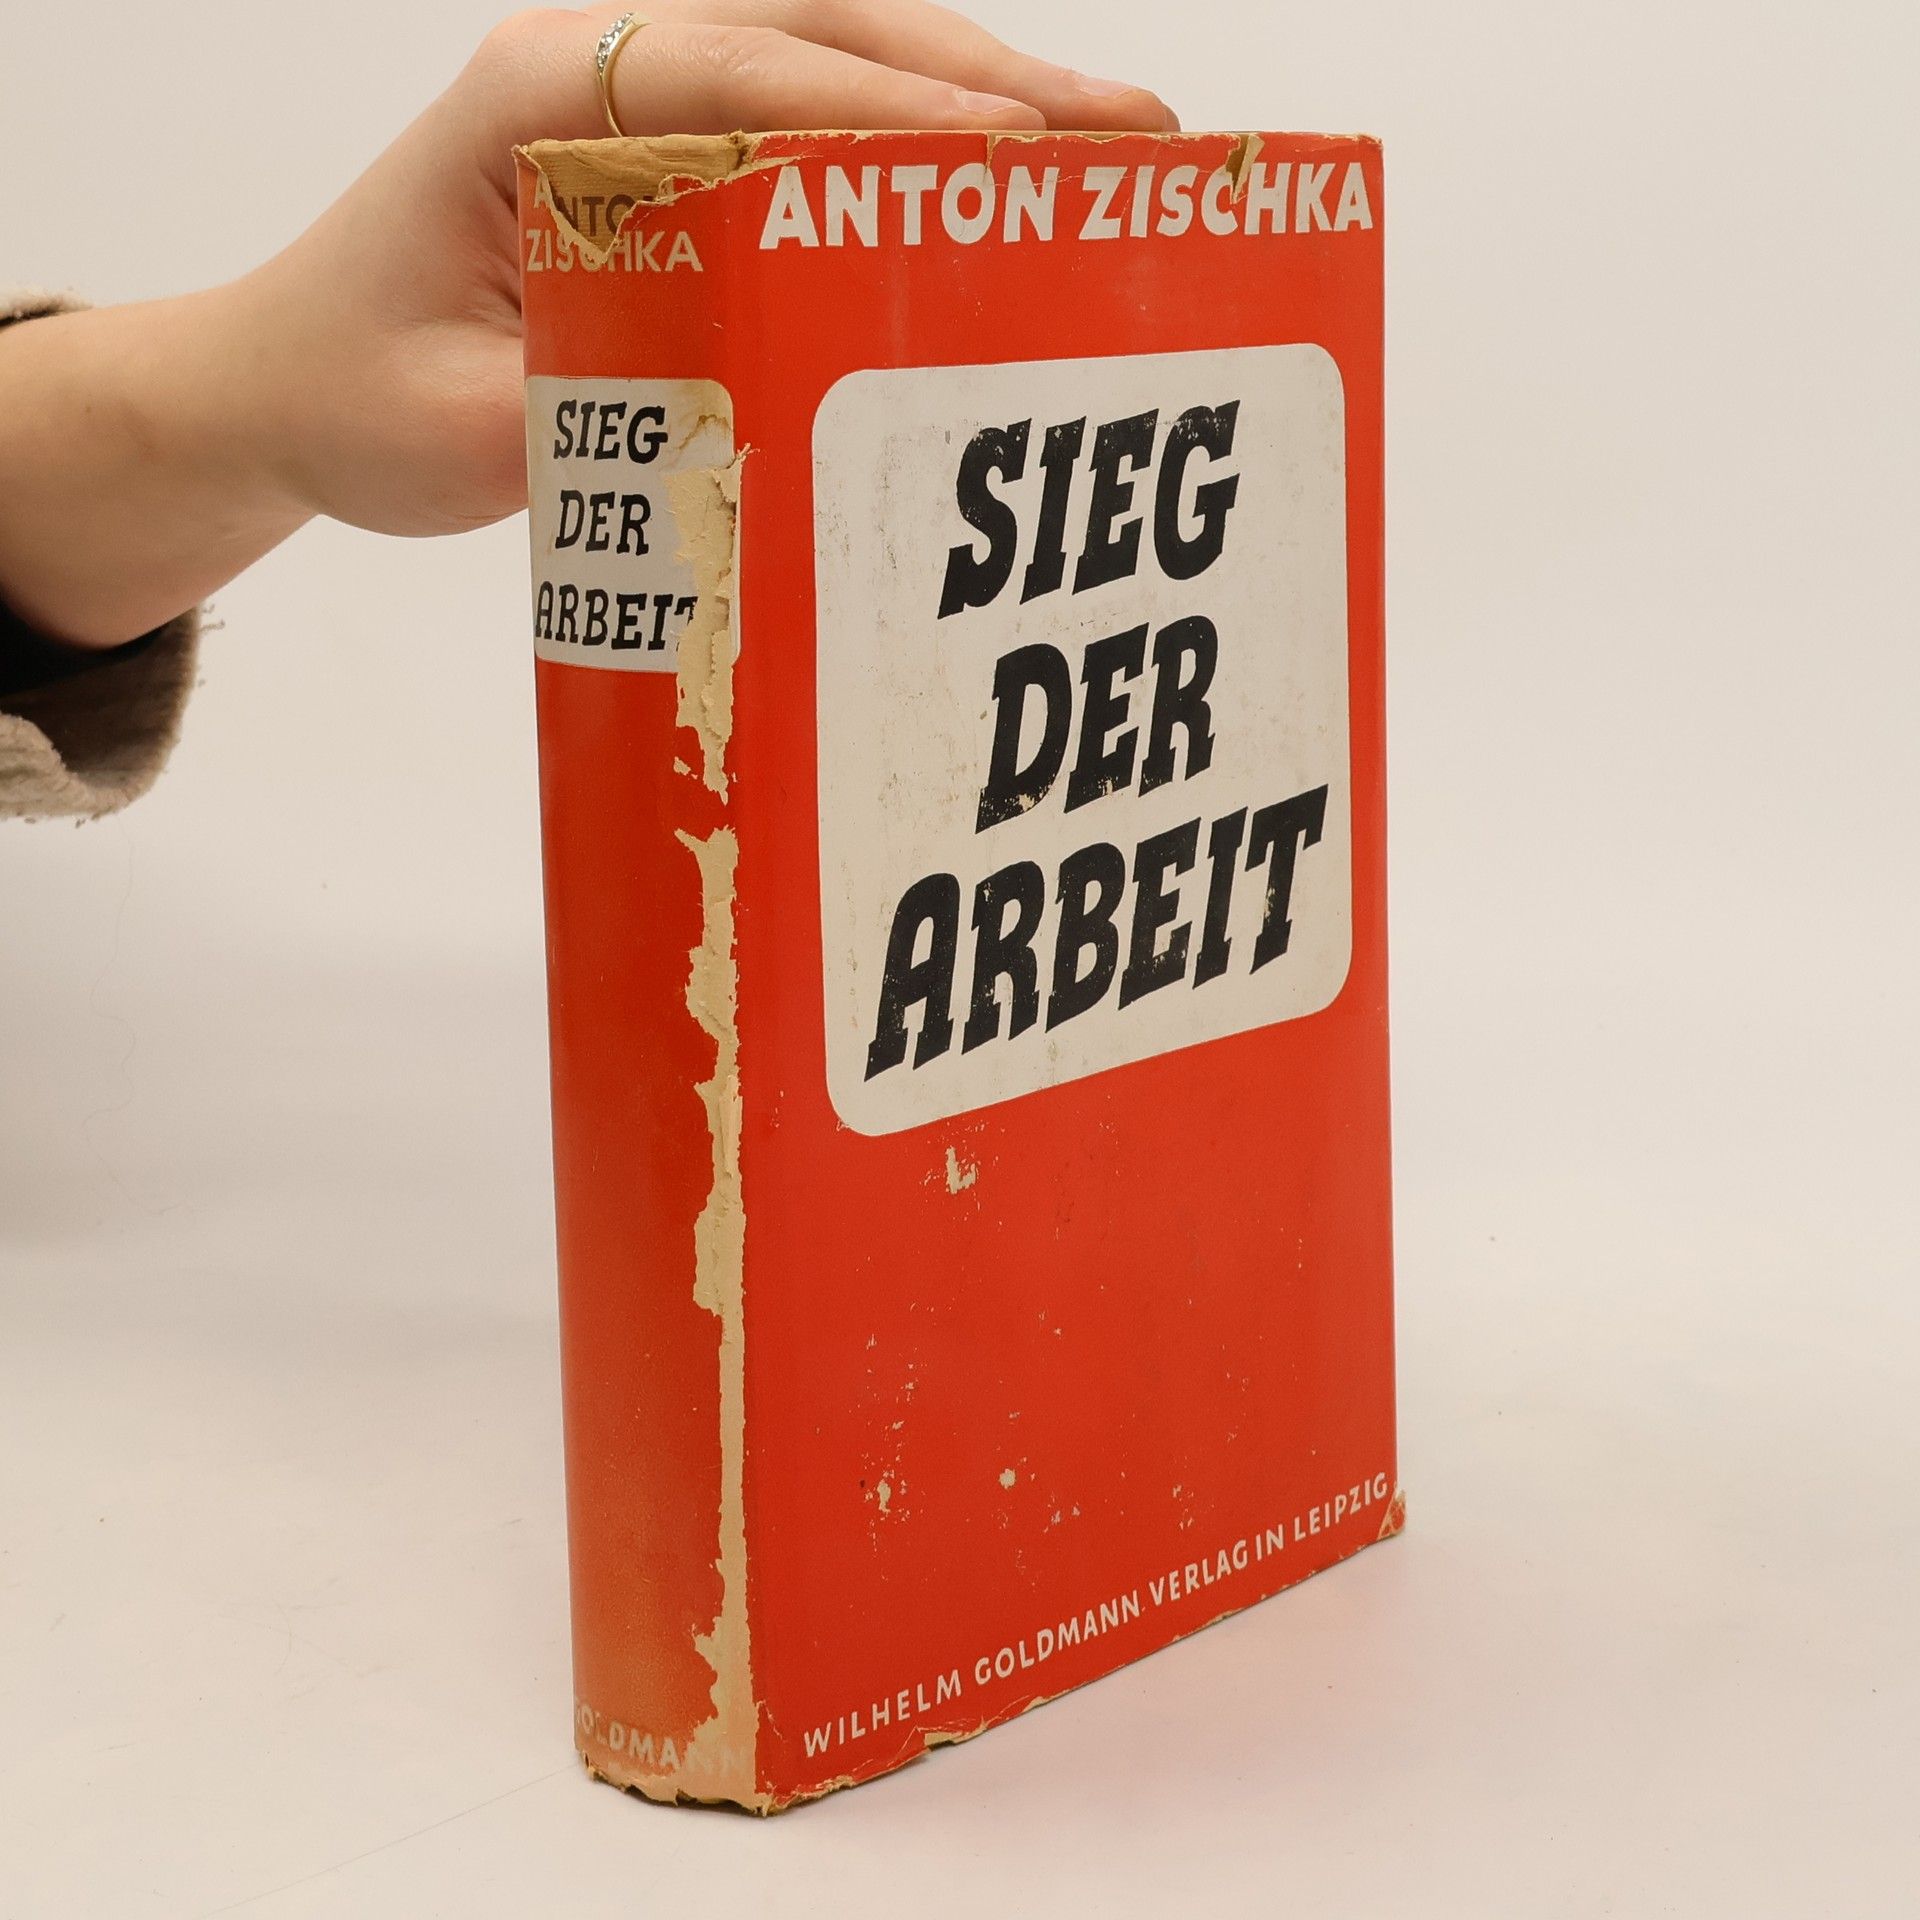 ANTON
ZISCHKA
SIEG
DER
ARBEIT
GOLDMANN
ANTON ZISCHKA
SIEG
DER
ARBEIT
WILHELM GOLDMANN VERLAG IN LEIPZIG